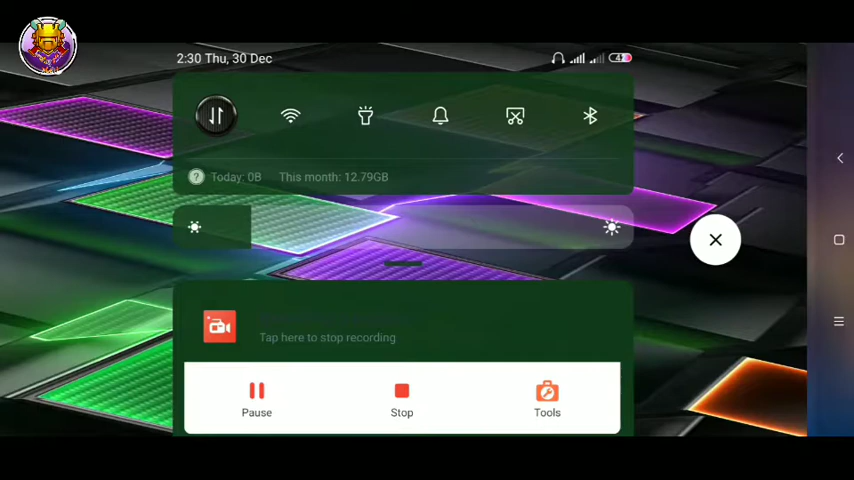 2:30 Thu, 30 Dec
Today: 0B This month: 12.79GB
Tap here to stop recording
Pause Stop Tools